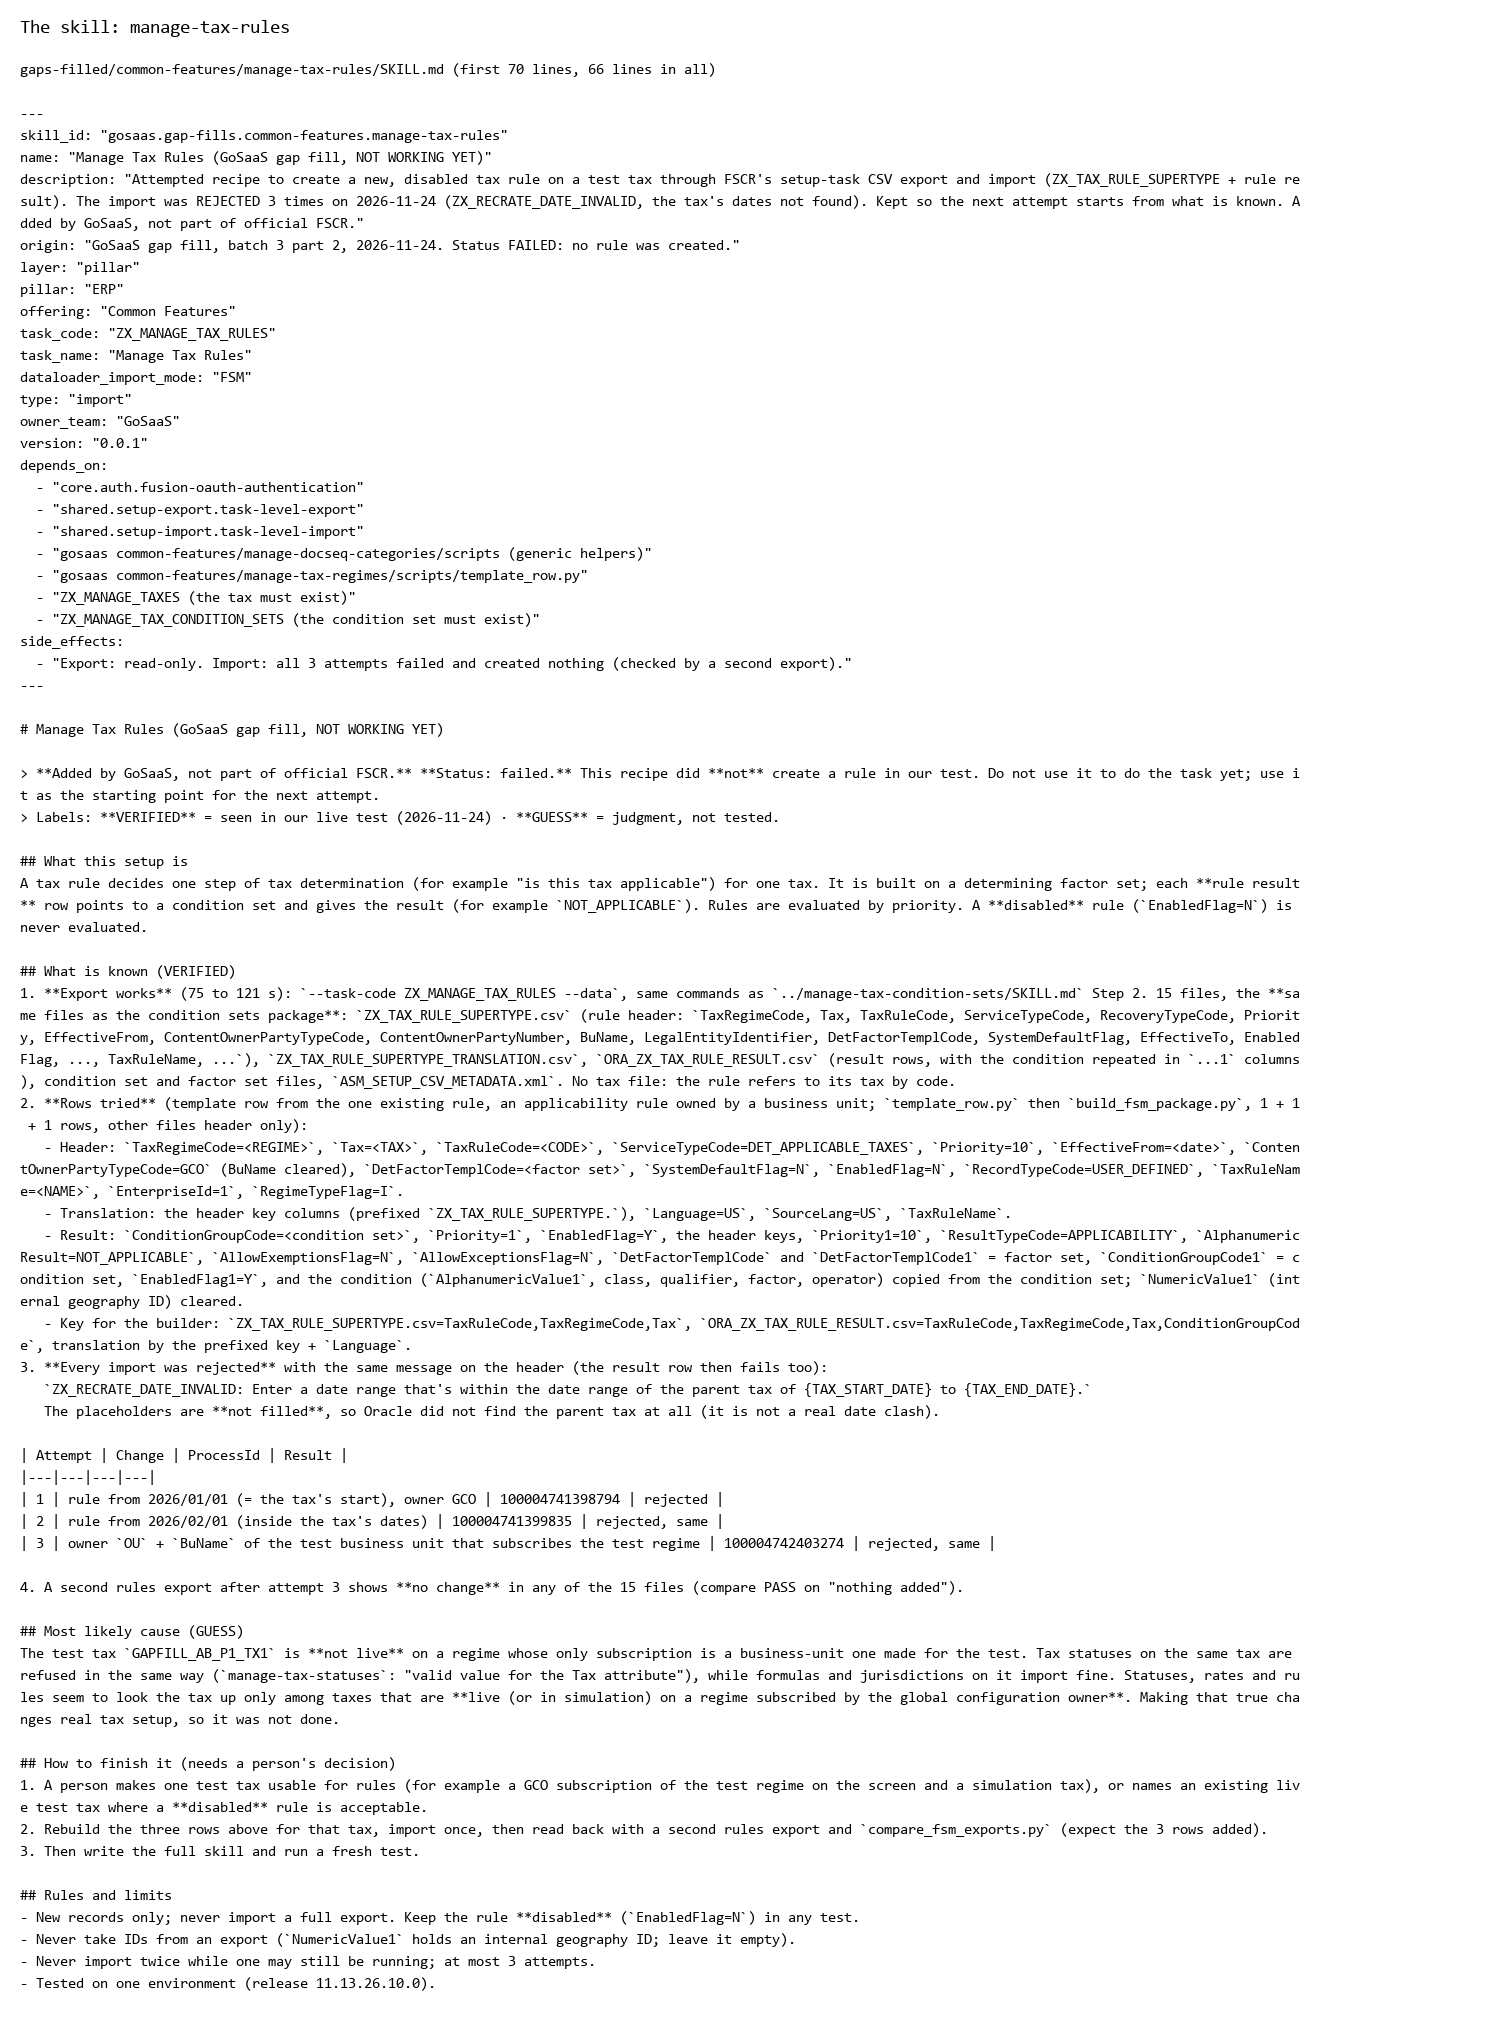 The skill: manage-tax-rules
gaps-filled/common-features/manage-tax-rules/SKILL.md (first 70 lines, 66 lines in all)
---
skill_id: "gosaas.gap-fills.common-features.manage-tax-rules"
name: "Manage Tax Rules (GoSaaS gap fill, NOT WORKING YET)"
description: "Attempted recipe to create a new, disabled tax rule on a test tax through FSCR's setup-task CSV export and import (ZX_TAX_RULE_SUPERTYPE + rule re
sult). The import was REJECTED 3 times on 2026-11-24 (ZX_RECRATE_DATE_INVALID, the tax's dates not found). Kept so the next attempt starts from what is known. A
dded by GoSaaS, not part of official FSCR."
origin: "GoSaaS gap fill, batch 3 part 2, 2026-11-24. Status FAILED: no rule was created."
layer: "pillar"
pillar: "ERP"
offering: "Common Features"
task_code: "ZX_MANAGE_TAX_RULES"
task_name: "Manage Tax Rules"
dataloader_import_mode: "FSM"
type: "import"
owner_team: "GoSaaS"
version: "0.0.1"
depends_on:
  - "core.auth.fusion-oauth-authentication"
  - "shared.setup-export.task-level-export"
  - "shared.setup-import.task-level-import"
  - "gosaas common-features/manage-docseq-categories/scripts (generic helpers)"
  - "gosaas common-features/manage-tax-regimes/scripts/template_row.py"
  - "ZX_MANAGE_TAXES (the tax must exist)"
  - "ZX_MANAGE_TAX_CONDITION_SETS (the condition set must exist)"
side_effects:
  - "Export: read-only. Import: all 3 attempts failed and created nothing (checked by a second export)."
---
# Manage Tax Rules (GoSaaS gap fill, NOT WORKING YET)
> **Added by GoSaaS, not part of official FSCR.** **Status: failed.** This recipe did **not** create a rule in our test. Do not use it to do the task yet; use i
t as the starting point for the next attempt.
> Labels: **VERIFIED** = seen in our live test (2026-11-24) · **GUESS** = judgment, not tested.
## What this setup is
A tax rule decides one step of tax determination (for example "is this tax applicable") for one tax. It is built on a determining factor set; each **rule result
** row points to a condition set and gives the result (for example `NOT_APPLICABLE`). Rules are evaluated by priority. A **disabled** rule (`EnabledFlag=N`) is
never evaluated.
## What is known (VERIFIED)
1. **Export works** (75 to 121 s): `--task-code ZX_MANAGE_TAX_RULES --data`, same commands as `../manage-tax-condition-sets/SKILL.md` Step 2. 15 files, the **sa
me files as the condition sets package**: `ZX_TAX_RULE_SUPERTYPE.csv` (rule header: `TaxRegimeCode, Tax, TaxRuleCode, ServiceTypeCode, RecoveryTypeCode, Priorit
y, EffectiveFrom, ContentOwnerPartyTypeCode, ContentOwnerPartyNumber, BuName, LegalEntityIdentifier, DetFactorTemplCode, SystemDefaultFlag, EffectiveTo, Enabled
Flag, ..., TaxRuleName, ...`), `ZX_TAX_RULE_SUPERTYPE_TRANSLATION.csv`, `ORA_ZX_TAX_RULE_RESULT.csv` (result rows, with the condition repeated in `...1` columns
), condition set and factor set files, `ASM_SETUP_CSV_METADATA.xml`. No tax file: the rule refers to its tax by code.
2. **Rows tried** (template row from the one existing rule, an applicability rule owned by a business unit; `template_row.py` then `build_fsm_package.py`, 1 + 1
 + 1 rows, other files header only):
   - Header: `TaxRegimeCode=<REGIME>`, `Tax=<TAX>`, `TaxRuleCode=<CODE>`, `ServiceTypeCode=DET_APPLICABLE_TAXES`, `Priority=10`, `EffectiveFrom=<date>`, `Conten
tOwnerPartyTypeCode=GCO` (BuName cleared), `DetFactorTemplCode=<factor set>`, `SystemDefaultFlag=N`, `EnabledFlag=N`, `RecordTypeCode=USER_DEFINED`, `TaxRuleNam
e=<NAME>`, `EnterpriseId=1`, `RegimeTypeFlag=I`.
   - Translation: the header key columns (prefixed `ZX_TAX_RULE_SUPERTYPE.`), `Language=US`, `SourceLang=US`, `TaxRuleName`.
   - Result: `ConditionGroupCode=<condition set>`, `Priority=1`, `EnabledFlag=Y`, the header keys, `Priority1=10`, `ResultTypeCode=APPLICABILITY`, `Alphanumeric
Result=NOT_APPLICABLE`, `AllowExemptionsFlag=N`, `AllowExceptionsFlag=N`, `DetFactorTemplCode` and `DetFactorTemplCode1` = factor set, `ConditionGroupCode1` = c
ondition set, `EnabledFlag1=Y`, and the condition (`AlphanumericValue1`, class, qualifier, factor, operator) copied from the condition set; `NumericValue1` (int
ernal geography ID) cleared.
   - Key for the builder: `ZX_TAX_RULE_SUPERTYPE.csv=TaxRuleCode,TaxRegimeCode,Tax`, `ORA_ZX_TAX_RULE_RESULT.csv=TaxRuleCode,TaxRegimeCode,Tax,ConditionGroupCod
e`, translation by the prefixed key + `Language`.
3. **Every import was rejected** with the same message on the header (the result row then fails too):
   `ZX_RECRATE_DATE_INVALID: Enter a date range that's within the date range of the parent tax of {TAX_START_DATE} to {TAX_END_DATE}.`
   The placeholders are **not filled**, so Oracle did not find the parent tax at all (it is not a real date clash).
| Attempt | Change | ProcessId | Result |
|---|---|---|---|
| 1 | rule from 2026/01/01 (= the tax's start), owner GCO | 100004741398794 | rejected |
| 2 | rule from 2026/02/01 (inside the tax's dates) | 100004741399835 | rejected, same |
| 3 | owner `OU` + `BuName` of the test business unit that subscribes the test regime | 100004742403274 | rejected, same |
4. A second rules export after attempt 3 shows **no change** in any of the 15 files (compare PASS on "nothing added").
## Most likely cause (GUESS)
The test tax `GAPFILL_AB_P1_TX1` is **not live** on a regime whose only subscription is a business-unit one made for the test. Tax statuses on the same tax are
refused in the same way (`manage-tax-statuses`: "valid value for the Tax attribute"), while formulas and jurisdictions on it import fine. Statuses, rates and ru
les seem to look the tax up only among taxes that are **live (or in simulation) on a regime subscribed by the global configuration owner**. Making that true cha
nges real tax setup, so it was not done.
## How to finish it (needs a person's decision)
1. A person makes one test tax usable for rules (for example a GCO subscription of the test regime on the screen and a simulation tax), or names an existing liv
e test tax where a **disabled** rule is acceptable.
2. Rebuild the three rows above for that tax, import once, then read back with a second rules export and `compare_fsm_exports.py` (expect the 3 rows added).
3. Then write the full skill and run a fresh test.
## Rules and limits
- New records only; never import a full export. Keep the rule **disabled** (`EnabledFlag=N`) in any test.
- Never take IDs from an export (`NumericValue1` holds an internal geography ID; leave it empty).
- Never import twice while one may still be running; at most 3 attempts.
- Tested on one environment (release 11.13.26.10.0).